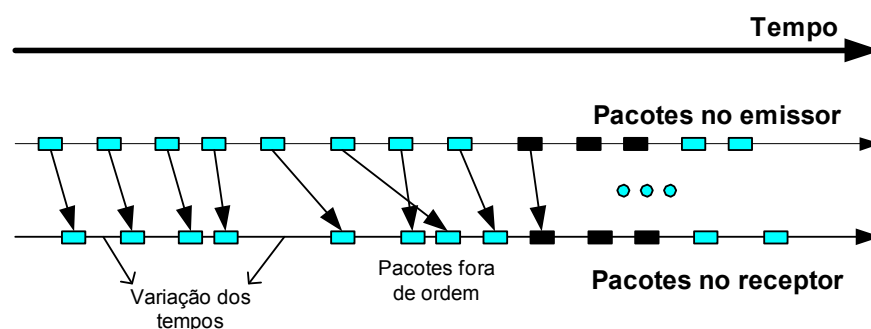 Tempo
Pacotes no emissor
Pacotes fora
de ordem
Pacotes no receptor
Variação dos
tempos